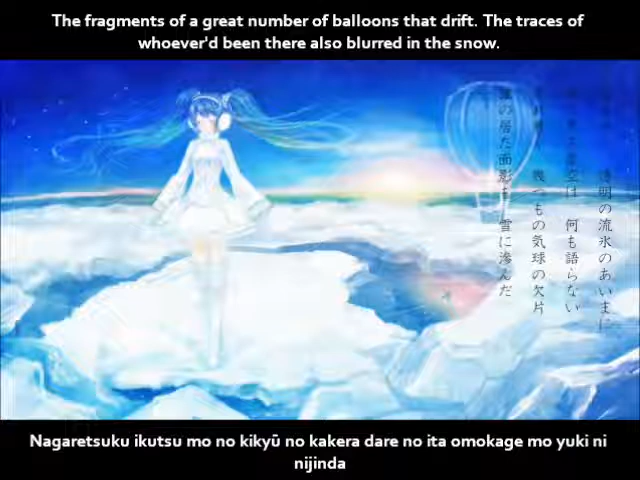 The fragments of a great number of balloons that drift. The traces of
whoever'd been there also blurred in the snow.
透明の流氷のあいまに
空は 何も語らない
幾つもの気球の欠片
の居た面影も 雪に滲んだ
Nagaretsuku ikutsu mo no kikyū no kakera dare no ita omokage mo yuki ni
nijinda